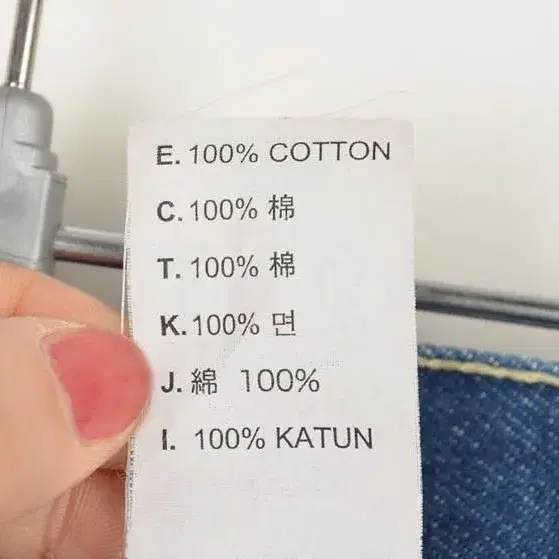 E. 100% COTTON
C. 100% 棉
T. 100% 棉
K. 100% 면
J. 綿 100%
I. 100% KATUN